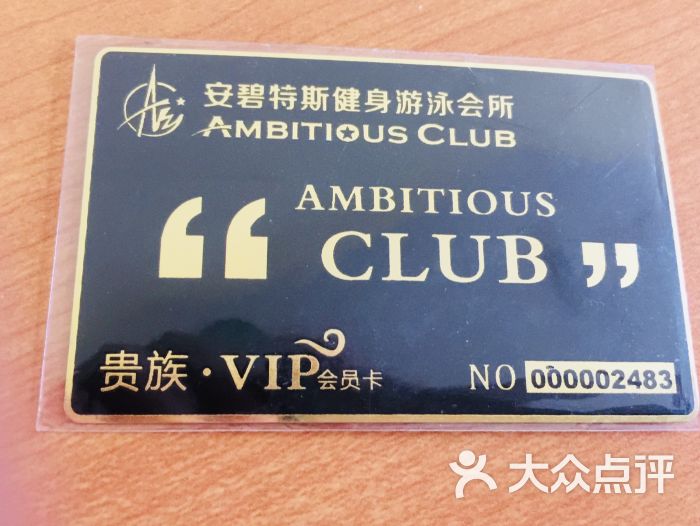 安碧特斯健身游泳会所
AMBITIOUS CLUB
“ AMBITIOUS
CLUB ”
贵族·VIP会员卡
NO 000002483
大众点评